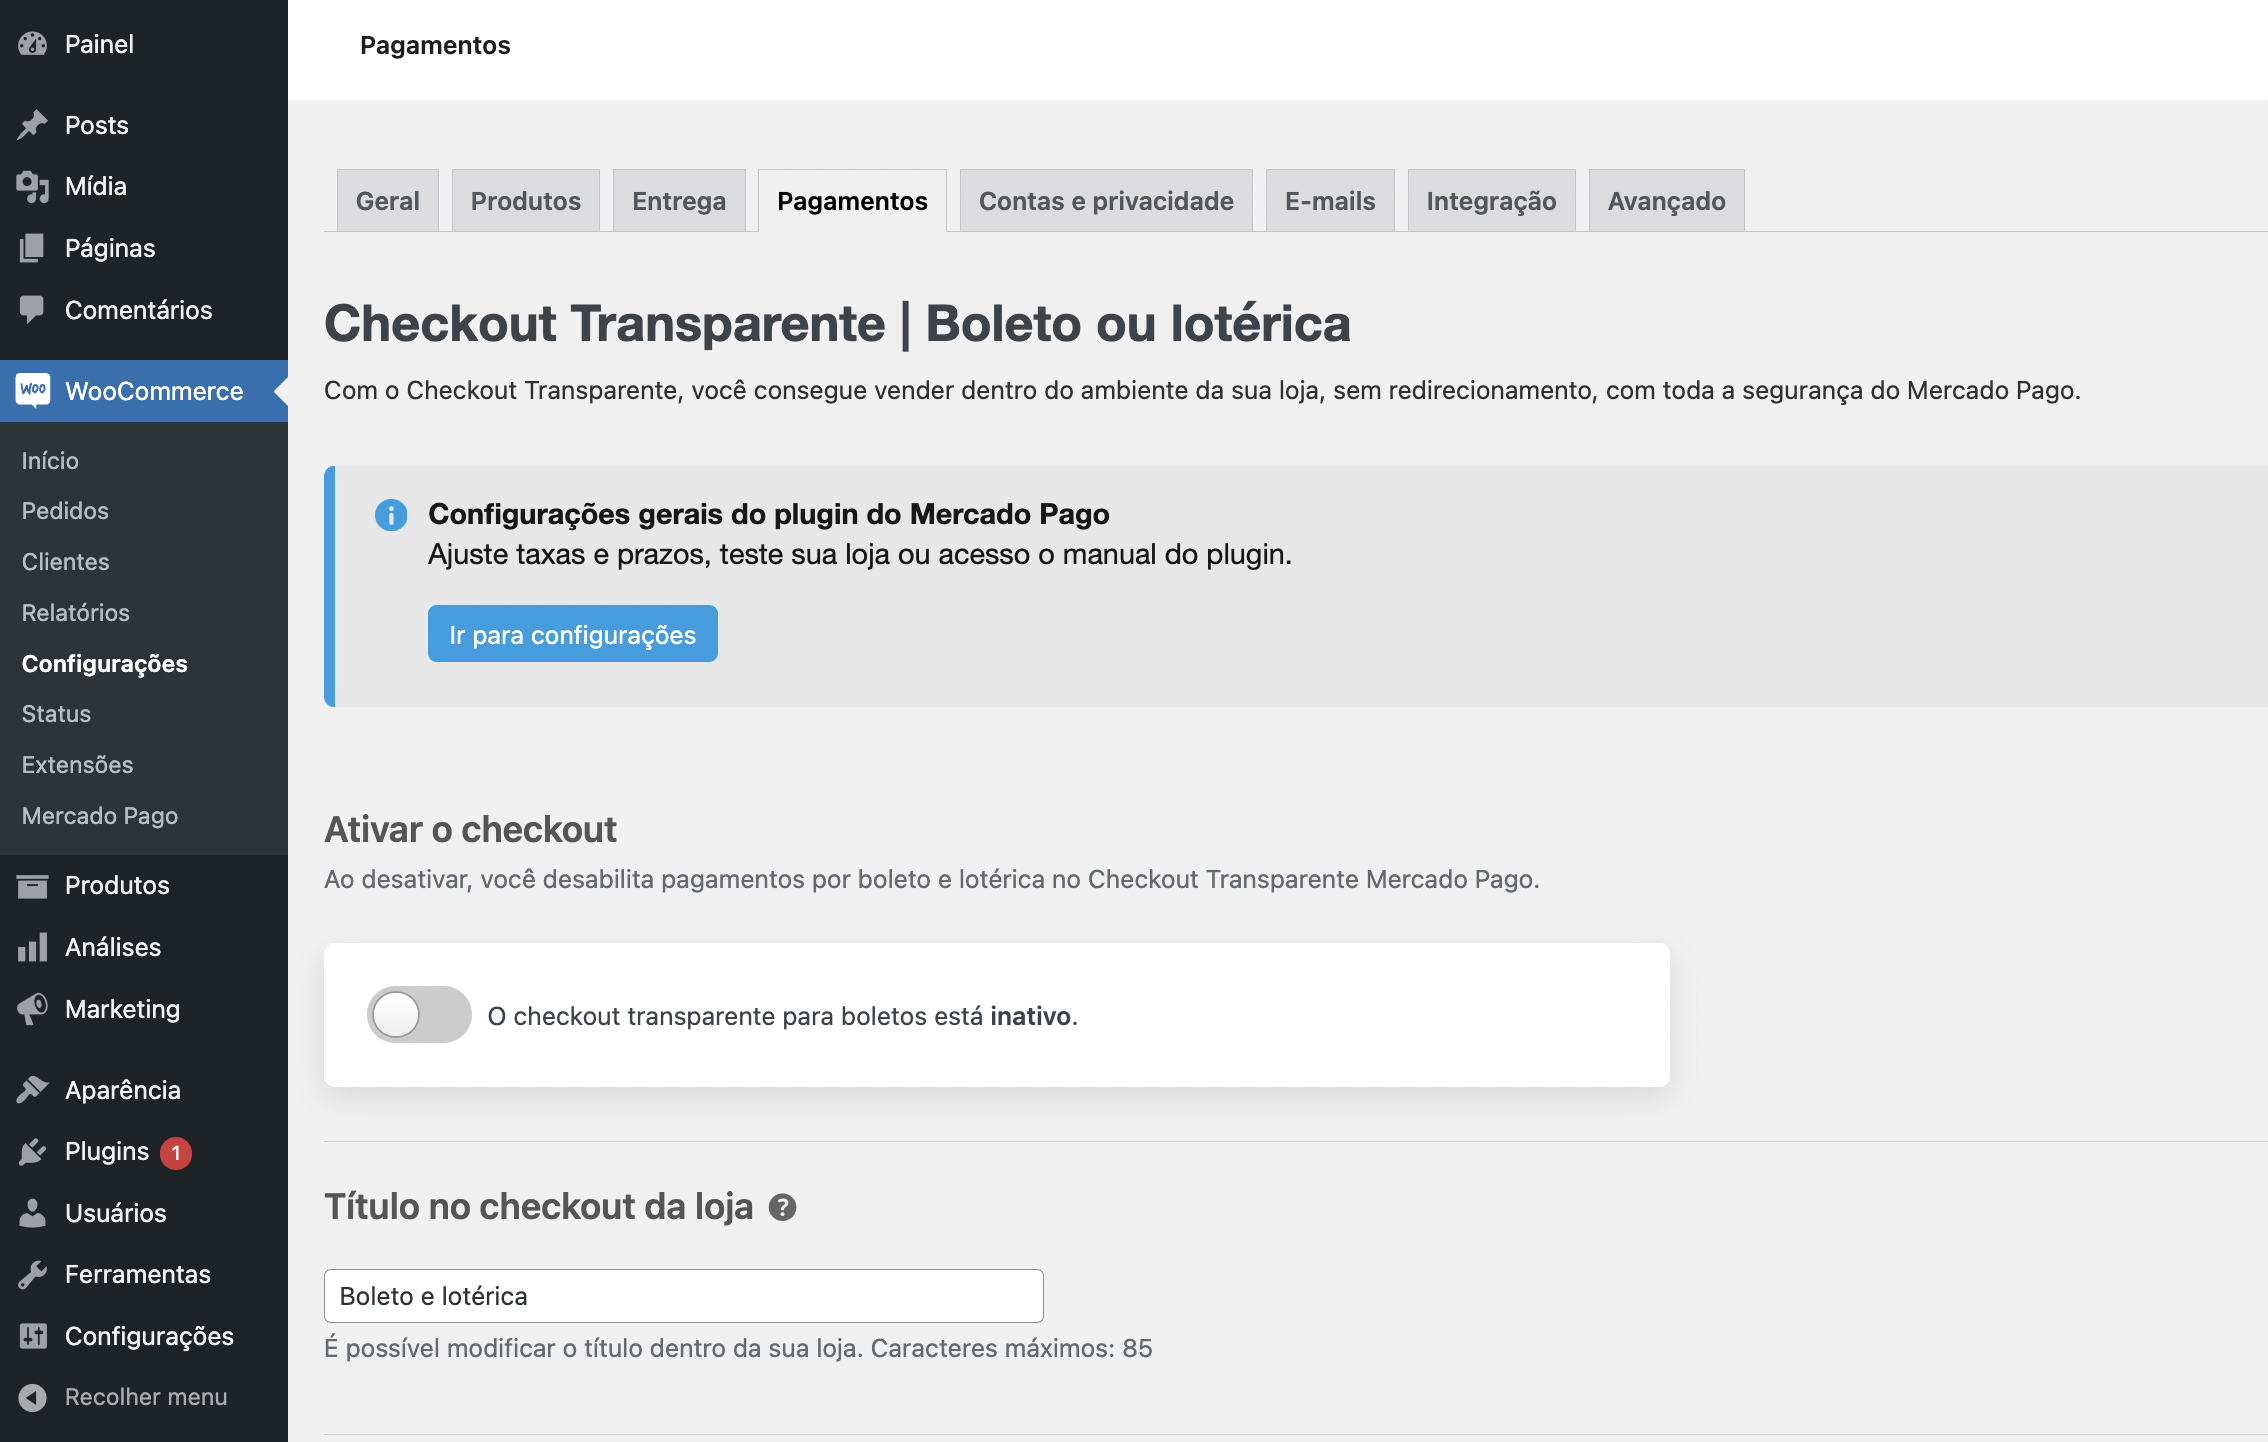 Painel
Posts
Mídia
Páginas
Comentários
Woo WooCommerce
Início
Pedidos
Clientes
Relatórios
Configurações
Status
Extensões
Mercado Pago
Produtos
Análises
Marketing
Aparência
Plugins 1
Usuários
Ferramentas
Configurações
Recolher menu
Pagamentos
Geral Produtos Entrega Pagamentos Contas e privacidade E-mails Integração Avançado
Checkout Transparente | Boleto ou lotérica
Com o Checkout Transparente, você consegue vender dentro do ambiente da sua loja, sem redirecionamento, com toda a segurança do Mercado Pago.
Configurações gerais do plugin do Mercado Pago
Ajuste taxas e prazos, teste sua loja ou acesso o manual do plugin.
Ir para configurações
Ativar o checkout
Ao desativar, você desabilita pagamentos por boleto e lotérica no Checkout Transparente Mercado Pago.
O checkout transparente para boletos está inativo.
Título no checkout da loja ?
Boleto e lotérica
É possível modificar o título dentro da sua loja. Caracteres máximos: 85